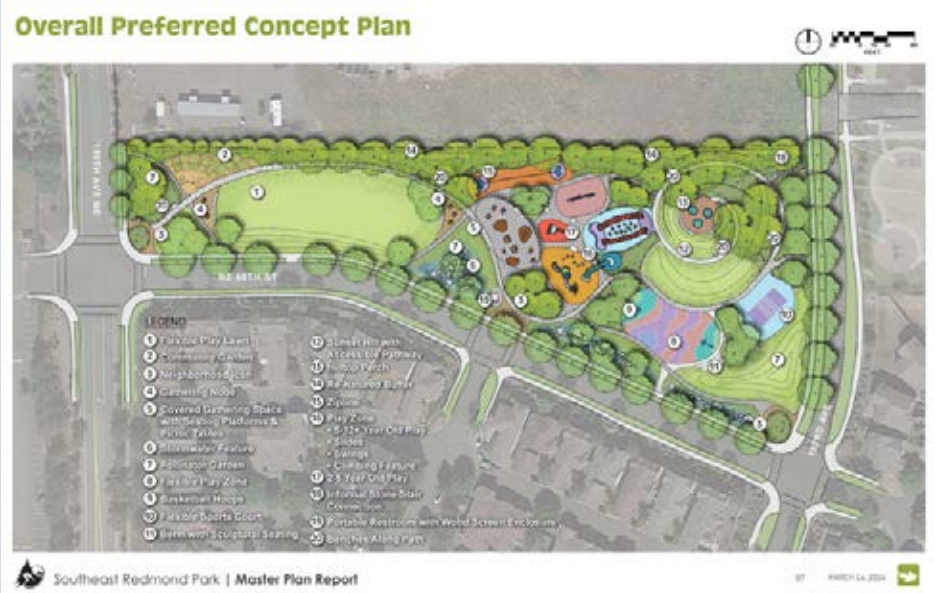 Overall Preferred Concept Plan
FEET
NE 68TH ST
LEGEND
1 Flexible Play Lawn
2 Community Garden
3 Neighborhood Icon
4 Gathering Node
5 Covered Gathering Space
with Seating Platforms &
Picnic Tables
6 Stormwater Feature
7 Pollinator Garden
8 Flexible Play Zone
9 Basketball Hoops
10 Flexible Sports Court
11 Berm with Sculptural Seating
12 Sunset Hill with
Accessible Pathway
13 Hilltop Perch
14 Re-Natured Buffer
15 Zipline
16 Play Zone
• 5-12+ Year Old Play
• Slides
• Swings
• Climbing Feature
17 2-5 Year Old Play
18 Informal Stone Stair
Connection
19 Portable Restroom with Wood Screen Enclosure
20 Benches Along Path
Southeast Redmond Park | Master Plan Report
MARCH 14, 2024